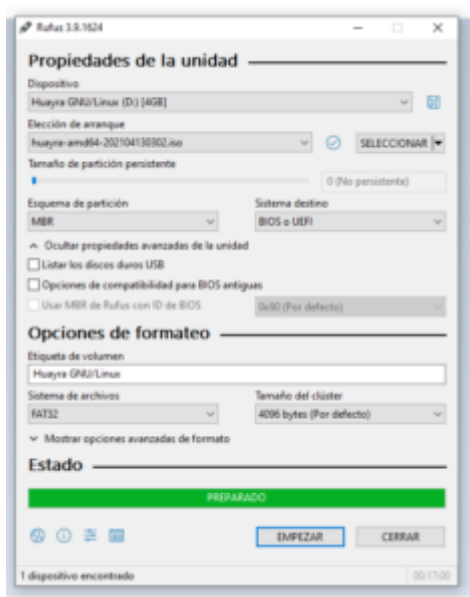 Rufus 3.9.1624
Propiedades de la unidad
Dispositivo
Huayra GNU/Linux (D:) [4GB]
Elección de arranque
huayra-amd64-202104130302.iso
SELECCIONAR
Tamaño de partición persistente
0 (No persistente)
Esquema de partición Sistema destino
MBR BIOS o UEFI
Ocultar propiedades avanzadas de la unidad
Listar los discos duros USB
Opciones de compatibilidad para BIOS antiguas
Usar MBR de Rufus con ID de BIOS 0x80 (Por defecto)
Opciones de formateo
Etiqueta de volumen
Huayra GNU/Linux
Sistema de archivos Tamaño del clúster
FAT32 4096 bytes (Por defecto)
Mostrar opciones avanzadas de formato
Estado
PREPARADO
EMPEZAR CERRAR
1 dispositivo encontrado 00:17:00